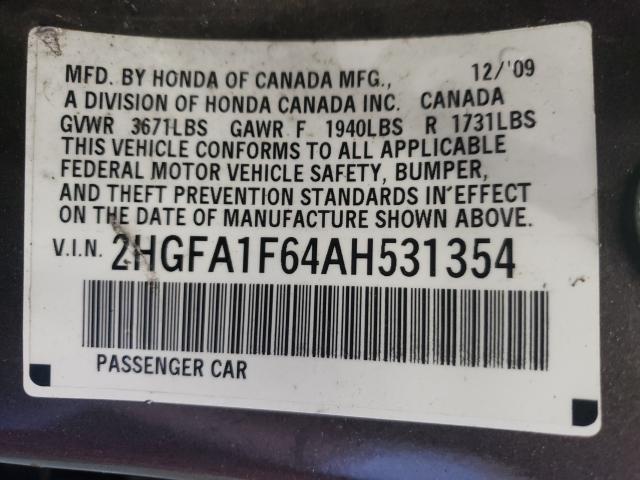 MFD. BY HONDA OF CANADA MFG., 12/'09
A DIVISION OF HONDA CANADA INC. CANADA
GVWR 3671LBS GAWR F 1940LBS R 1731LBS
THIS VEHICLE CONFORMS TO ALL APPLICABLE
FEDERAL MOTOR VEHICLE SAFETY, BUMPER,
AND THEFT PREVENTION STANDARDS IN EFFECT
ON THE DATE OF MANUFACTURE SHOWN ABOVE.
V.I.N. 2HGFA1F64AH531354
PASSENGER CAR